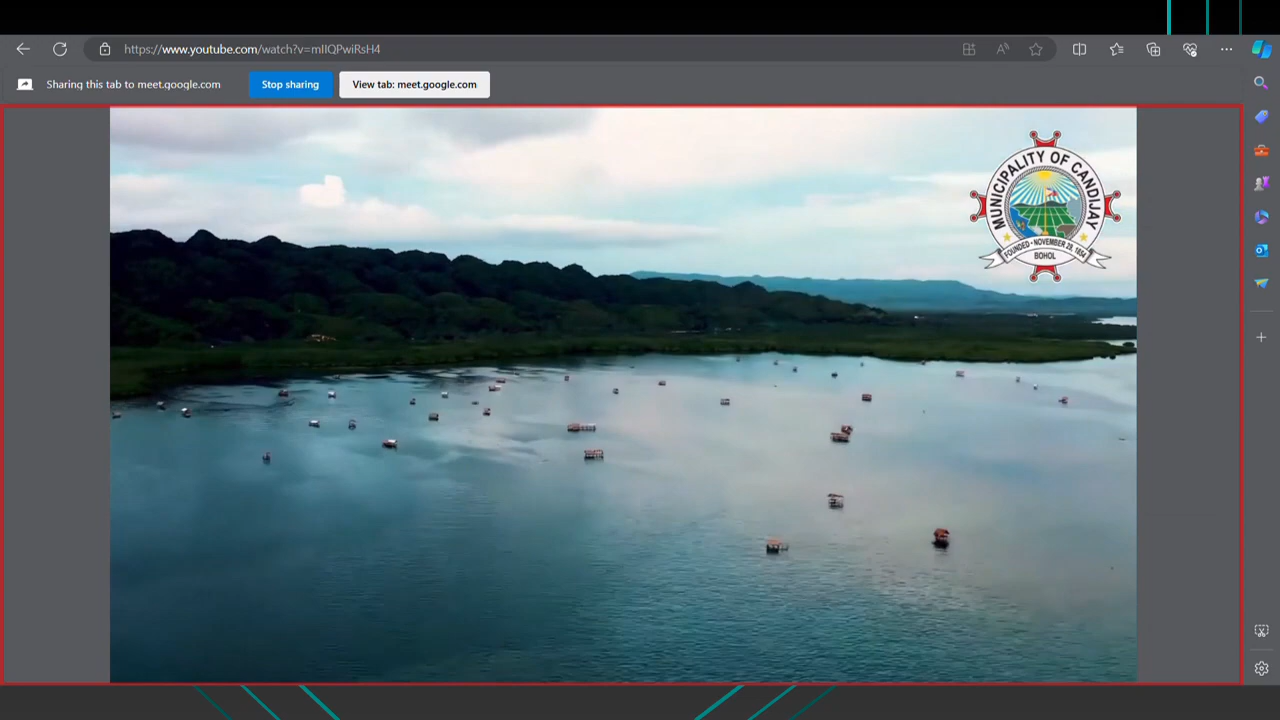 https://www.youtube.com/watch?v=mIIQPwiRsH4
Sharing this tab to meet.google.com
Stop sharing
View tab: meet.google.com
MUNICIPALITY OF CANDIJAY
FOUNDED • NOVEMBER 29, 1834
BOHOL